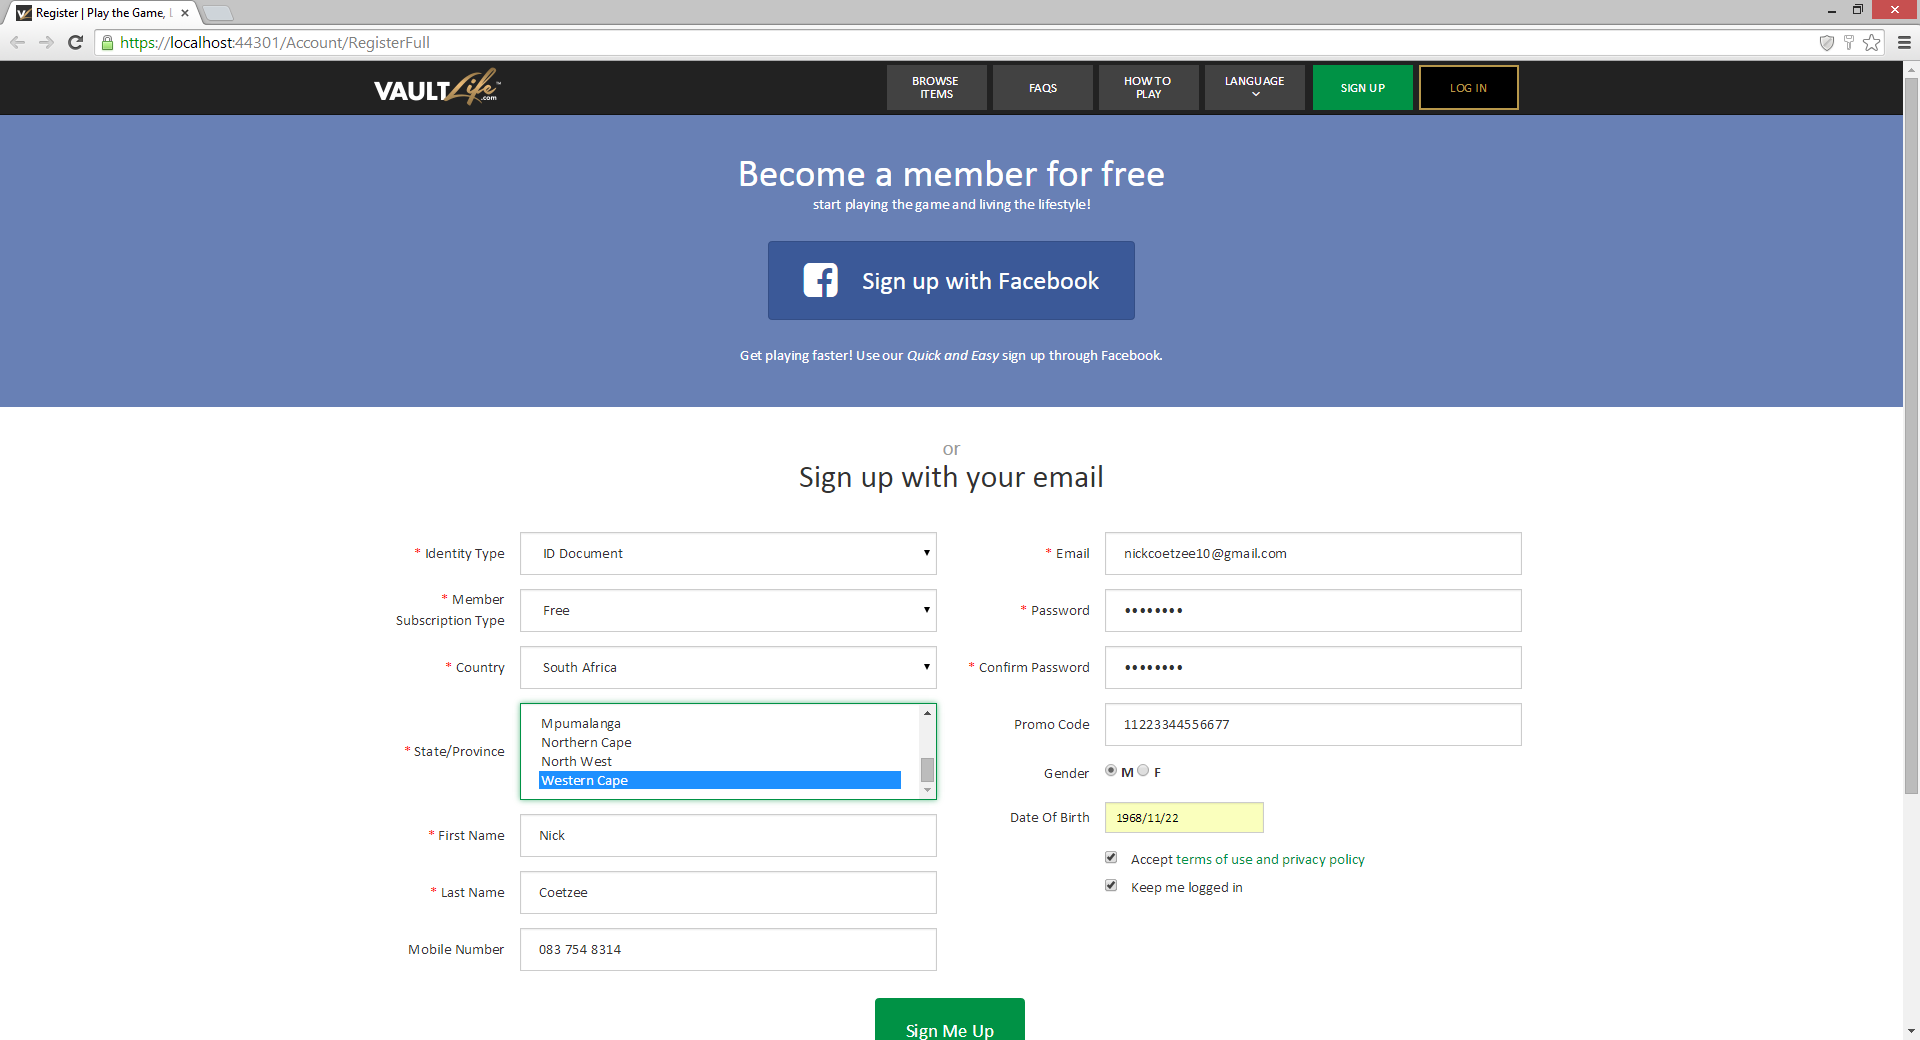 Register | Play the Game,
https://localhost:44301/Account/RegisterFull
VAULT Life .com ™
BROWSE ITEMS
FAQS
HOW TO PLAY
LANGUAGE
SIGN UP
LOG IN
Become a member for free
start playing the game and living the lifestyle!
Sign up with Facebook
Get playing faster! Use our Quick and Easy sign up through Facebook.
or
Sign up with your email
* Identity Type
ID Document
* Member Subscription Type
Free
* Country
South Africa
* State/Province
Mpumalanga
Northern Cape
North West
Western Cape
* First Name
Nick
* Last Name
Coetzee
Mobile Number
083 754 8314
* Email
nickcoetzee10@gmail.com
* Password
••••••••
* Confirm Password
••••••••
Promo Code
11223344556677
Gender
M F
Date Of Birth
1968/11/22
Accept terms of use and privacy policy
Keep me logged in
Sign Me Up